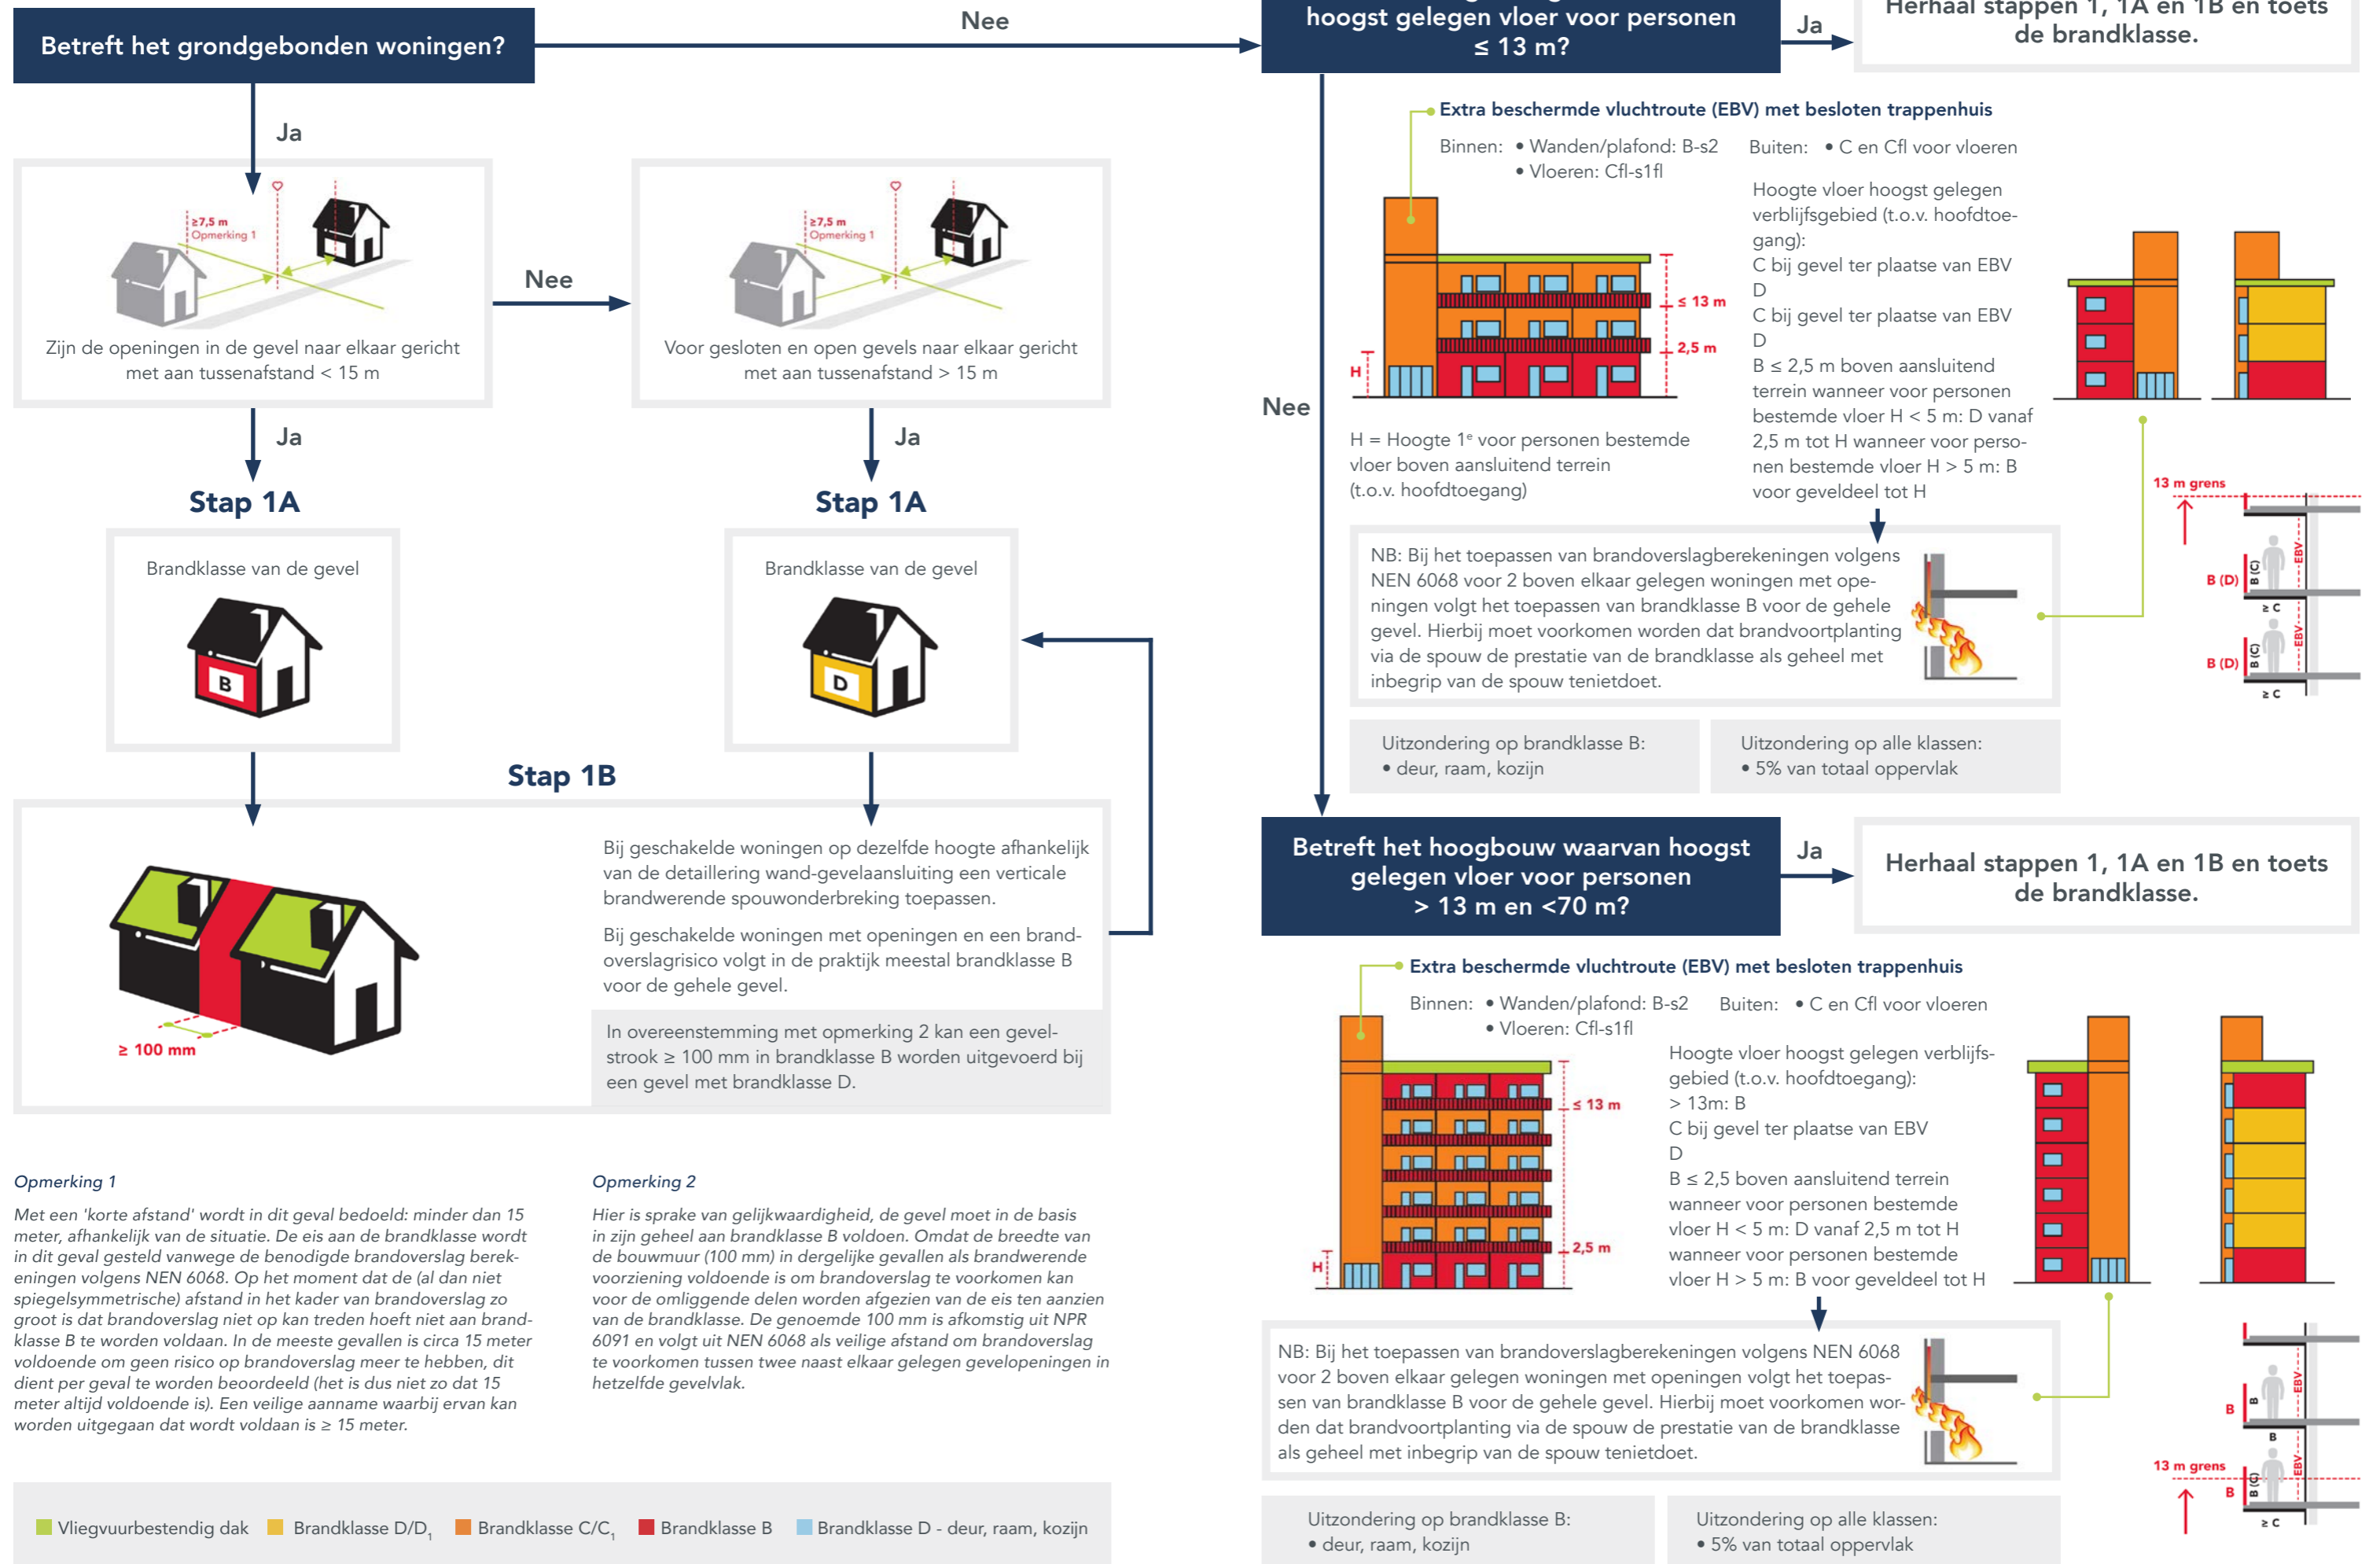 Betreft het grondgebonden woningen?
Nee
Ja
≥7,5 m
Opmerking 1
Zijn de openingen in de gevel naar elkaar gericht
met aan tussenafstand < 15 m
Nee
≥7,5 m
Opmerking 1
Voor gesloten en open gevels naar elkaar gericht
met aan tussenafstand > 15 m
Ja
Ja
Stap 1A
Stap 1A
Brandklasse van de gevel
B
Brandklasse van de gevel
D
Stap 1B
≥ 100 mm
Bij geschakelde woningen op dezelfde hoogte afhankelijk
van de detaillering wand-gevelaansluiting een verticale
brandwerende spouwonderbreking toepassen.
Bij geschakelde woningen met openingen en een brand-
overslagrisico volgt in de praktijk meestal brandklasse B
voor de gehele gevel.
In overeenstemming met opmerking 2 kan een gevel-
strook ≥ 100 mm in brandklasse B worden uitgevoerd bij
een gevel met brandklasse D.
Opmerking 1
Met een 'korte afstand' wordt in dit geval bedoeld: minder dan 15
meter, afhankelijk van de situatie. De eis aan de brandklasse wordt
in dit geval gesteld vanwege de benodigde brandoverslag berek-
eningen volgens NEN 6068. Op het moment dat de (al dan niet
spiegelsymmetrische) afstand in het kader van brandoverslag zo
groot is dat brandoverslag niet op kan treden hoeft niet aan brand-
klasse B te worden voldaan. In de meeste gevallen is circa 15 meter
voldoende om geen risico op brandoverslag meer te hebben, dit
dient per geval te worden beoordeeld (het is dus niet zo dat 15
meter altijd voldoende is). Een veilige aanname waarbij ervan kan
worden uitgegaan dat wordt voldaan is ≥ 15 meter.
Opmerking 2
Hier is sprake van gelijkwaardigheid, de gevel moet in de basis
in zijn geheel aan brandklasse B voldoen. Omdat de breedte van
de bouwmuur (100 mm) in dergelijke gevallen als brandwerende
voorziening voldoende is om brandoverslag te voorkomen kan
voor de omliggende delen worden afgezien van de eis ten aanzien
van de brandklasse. De genoemde 100 mm is afkomstig uit NPR
6091 en volgt uit NEN 6068 als veilige afstand om brandoverslag
te voorkomen tussen twee naast elkaar gelegen gevelopeningen in
hetzelfde gevelvlak.
Vliegvuurbestendig dak
Brandklasse D/D1
Brandklasse C/C1
Brandklasse B
Brandklasse D - deur, raam, kozijn
hoogst gelegen vloer voor personen
≤ 13 m?
Ja
Herhaal stappen 1, 1A en 1B en toets
de brandklasse.
Extra beschermde vluchtroute (EBV) met besloten trappenhuis
Binnen: • Wanden/plafond: B-s2
• Vloeren: Cfl-s1fl
Buiten: • C en Cfl voor vloeren
≤ 13 m
2,5 m
H
H = Hoogte 1e voor personen bestemde
vloer boven aansluitend terrein
(t.o.v. hoofdtoegang)
Hoogte vloer hoogst gelegen
verblijfsgebied (t.o.v. hoofdtoe-
gang):
C bij gevel ter plaatse van EBV
D
C bij gevel ter plaatse van EBV
D
B ≤ 2,5 m boven aansluitend
terrein wanneer voor personen
bestemde vloer H < 5 m: D vanaf
2,5 m tot H wanneer voor perso-
nen bestemde vloer H > 5 m: B
voor geveldeel tot H
Nee
NB: Bij het toepassen van brandoverslagberekeningen volgens
NEN 6068 voor 2 boven elkaar gelegen woningen met ope-
ningen volgt het toepassen van brandklasse B voor de gehele
gevel. Hierbij moet voorkomen worden dat brandvoortplanting
via de spouw de prestatie van de brandklasse als geheel met
inbegrip van de spouw tenietdoet.
13 m grens
B (D)
B (C)
EBV
≥ C
B (D)
B (C)
EBV
≥ C
Uitzondering op brandklasse B:
• deur, raam, kozijn
Uitzondering op alle klassen:
• 5% van totaal oppervlak
Betreft het hoogbouw waarvan hoogst
gelegen vloer voor personen
> 13 m en <70 m?
Ja
Herhaal stappen 1, 1A en 1B en toets
de brandklasse.
Extra beschermde vluchtroute (EBV) met besloten trappenhuis
Binnen: • Wanden/plafond: B-s2
• Vloeren: Cfl-s1fl
Buiten: • C en Cfl voor vloeren
≤ 13 m
2,5 m
H
Hoogte vloer hoogst gelegen verblijfs-
gebied (t.o.v. hoofdtoegang):
> 13m: B
C bij gevel ter plaatse van EBV
D
B ≤ 2,5 boven aansluitend terrein
wanneer voor personen bestemde
vloer H < 5 m: D vanaf 2,5 m tot H
wanneer voor personen bestemde
vloer H > 5 m: B voor geveldeel tot H
NB: Bij het toepassen van brandoverslagberekeningen volgens NEN 6068
voor 2 boven elkaar gelegen woningen met openingen volgt het toepas-
sen van brandklasse B voor de gehele gevel. Hierbij moet voorkomen wor-
den dat brandvoortplanting via de spouw de prestatie van de brandklasse
als geheel met inbegrip van de spouw tenietdoet.
B
B
EBV
B
13 m grens
B
B (C)
EBV
≥ C
Uitzondering op brandklasse B:
• deur, raam, kozijn
Uitzondering op alle klassen:
• 5% van totaal oppervlak